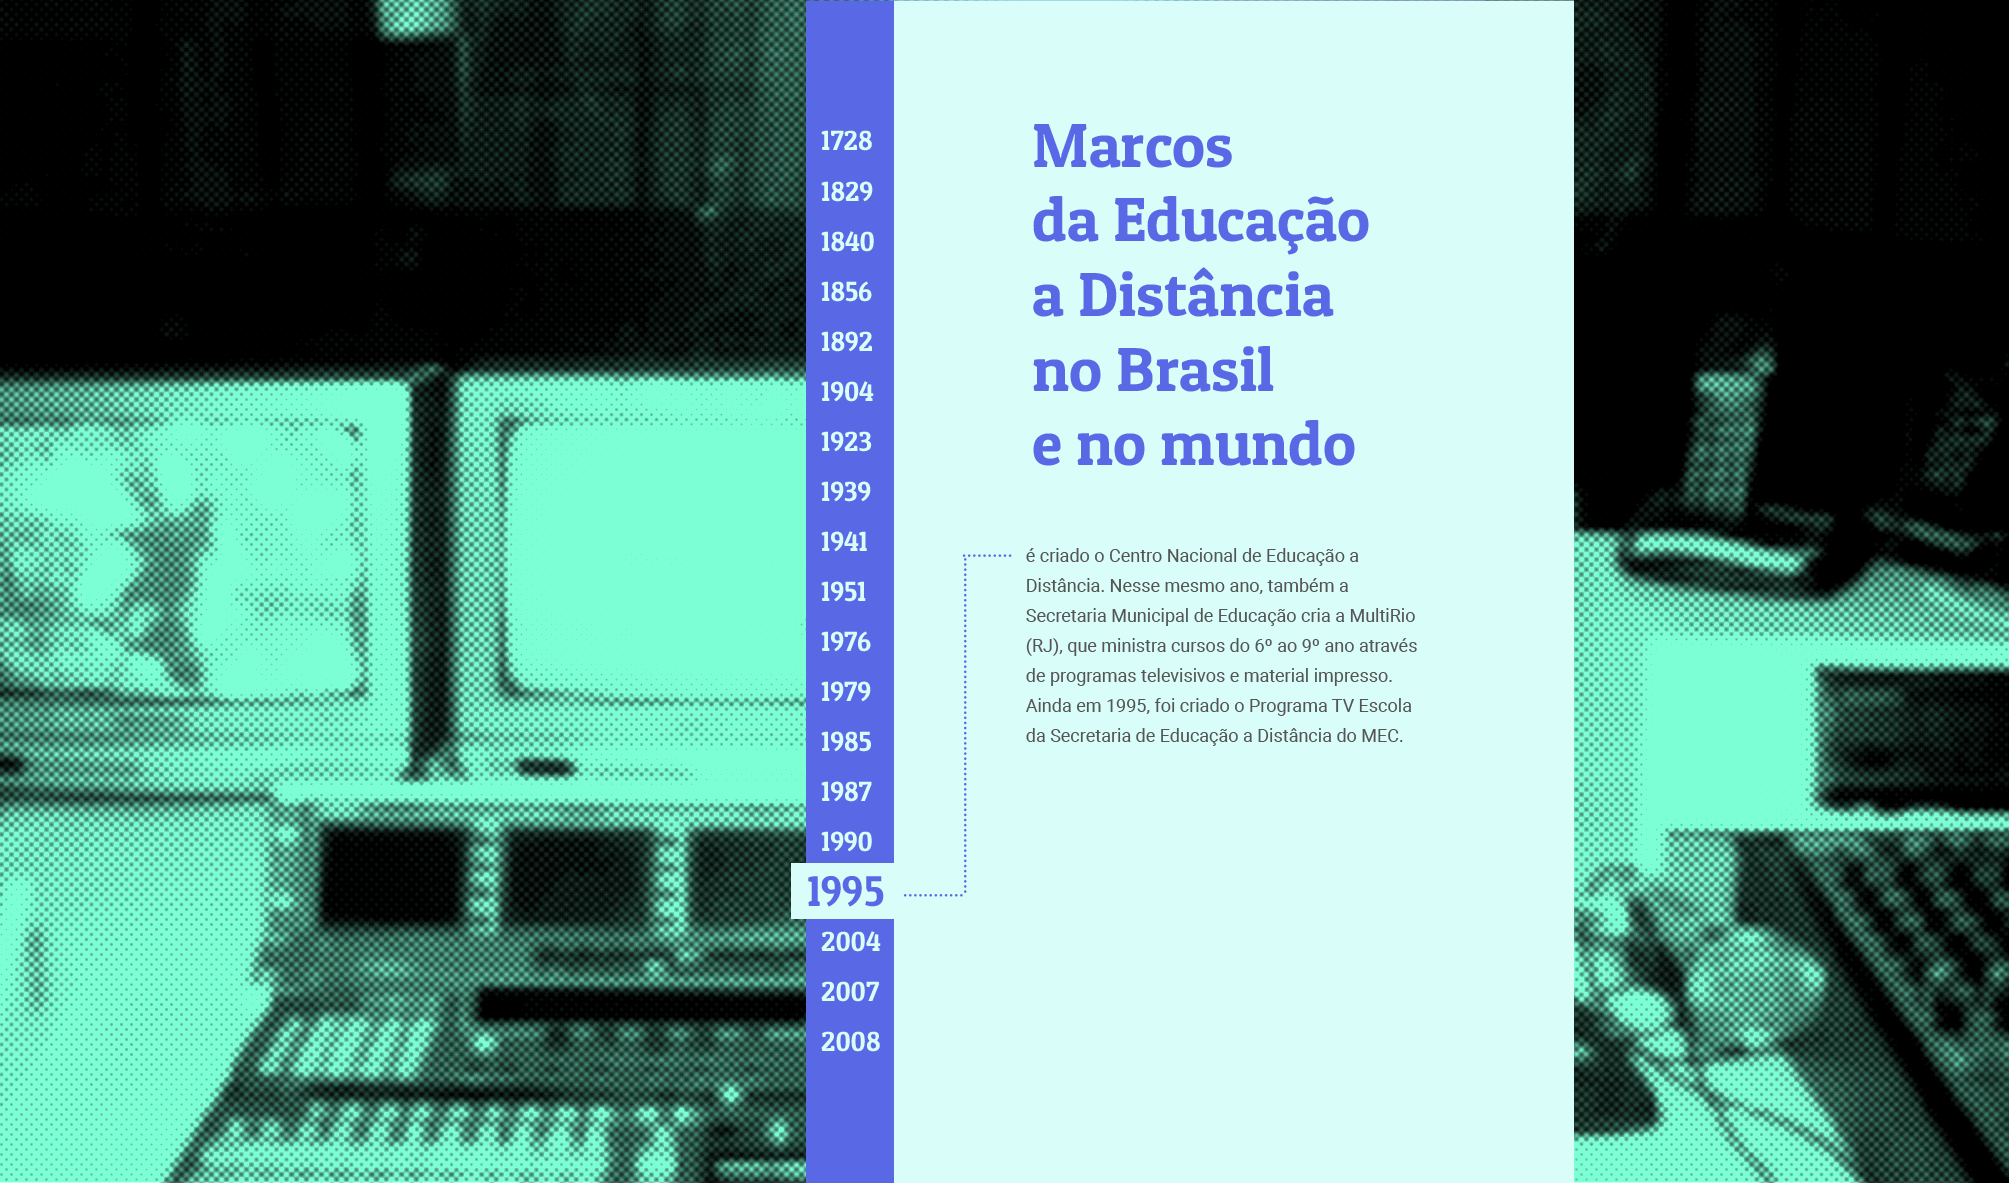 1728
1829
1840
1856
1892
1904
1923
1939
1941
1951
1976
1979
1985
1987
1990
1995
2004
2007
2008
Marcos
da Educação
a Distância
no Brasil
e no mundo
é criado o Centro Nacional de Educação a
Distância. Nesse mesmo ano, também a
Secretaria Municipal de Educação cria a MultiRio
(RJ), que ministra cursos do 6º ao 9º ano através
de programas televisivos e material impresso.
Ainda em 1995, foi criado o Programa TV Escola
da Secretaria de Educação a Distância do MEC.